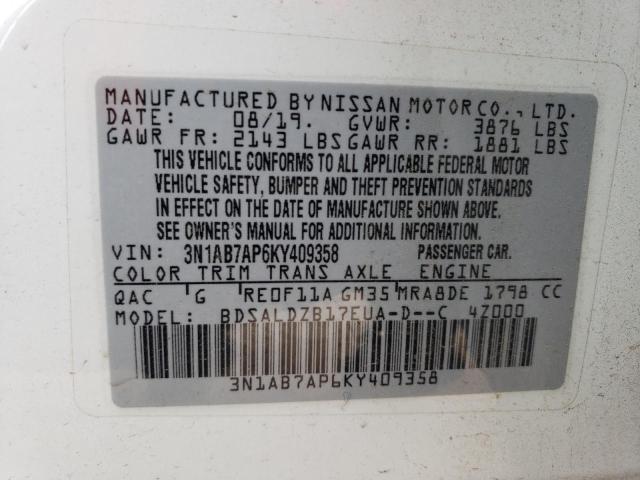 MANUFACTURED BY NISSAN MOTOR CO., LTD.
DATE: 08/19. GVWR: 3876 LBS
GAWR FR: 2143 LBS GAWR RR: 1881 LBS
THIS VEHICLE CONFORMS TO ALL APPLICABLE FEDERAL MOTOR
VEHICLE SAFETY, BUMPER AND THEFT PREVENTION STANDARDS
IN EFFECT ON THE DATE OF MANUFACTURE SHOWN ABOVE.
SEE OWNER'S MANUAL FOR ADDITIONAL INFORMATION
VIN: 3N1AB7AP6KY409358 PASSENGER CAR.
COLOR TRIM TRANS AXLE ENGINE
QAC G RE0F11A GM35 MRA8DE 1798 CC
MODEL: BDSALDZB17EUA-D--C 4Z000
3N1AB7AP6KY409358